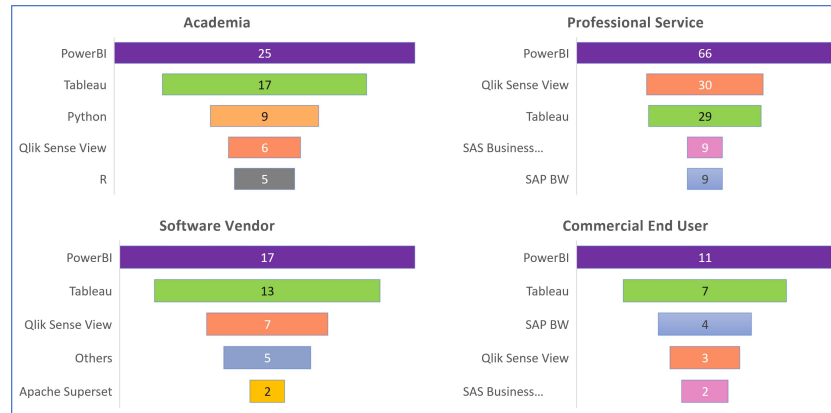 Academia
PowerBI 25
Tableau 17
Python 9
Qlik Sense View 6
R 5
Professional Service
PowerBI 66
Qlik Sense View 30
Tableau 29
SAS Business... 9
SAP BW 9
Software Vendor
PowerBI 17
Tableau 13
Qlik Sense View 7
Others 5
Apache Superset 2
Commercial End User
PowerBI 11
Tableau 7
SAP BW 4
Qlik Sense View 3
SAS Business... 2